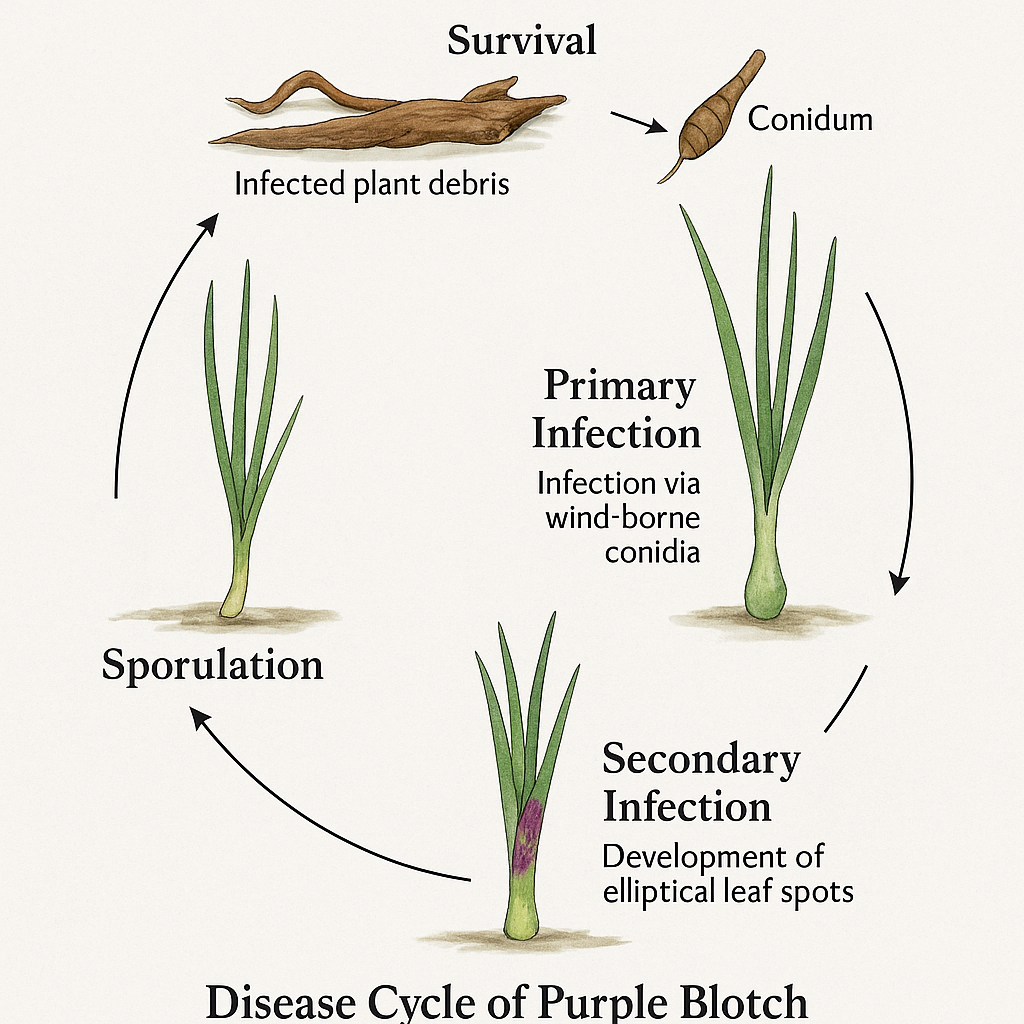 Survival
Conidum
Infected plant debris
Primary
Infection
Infection via
wind-borne
conidia
Sporulation
Secondary
Infection
Development of
elliptical leaf spots
Disease Cycle of Purple Blotch